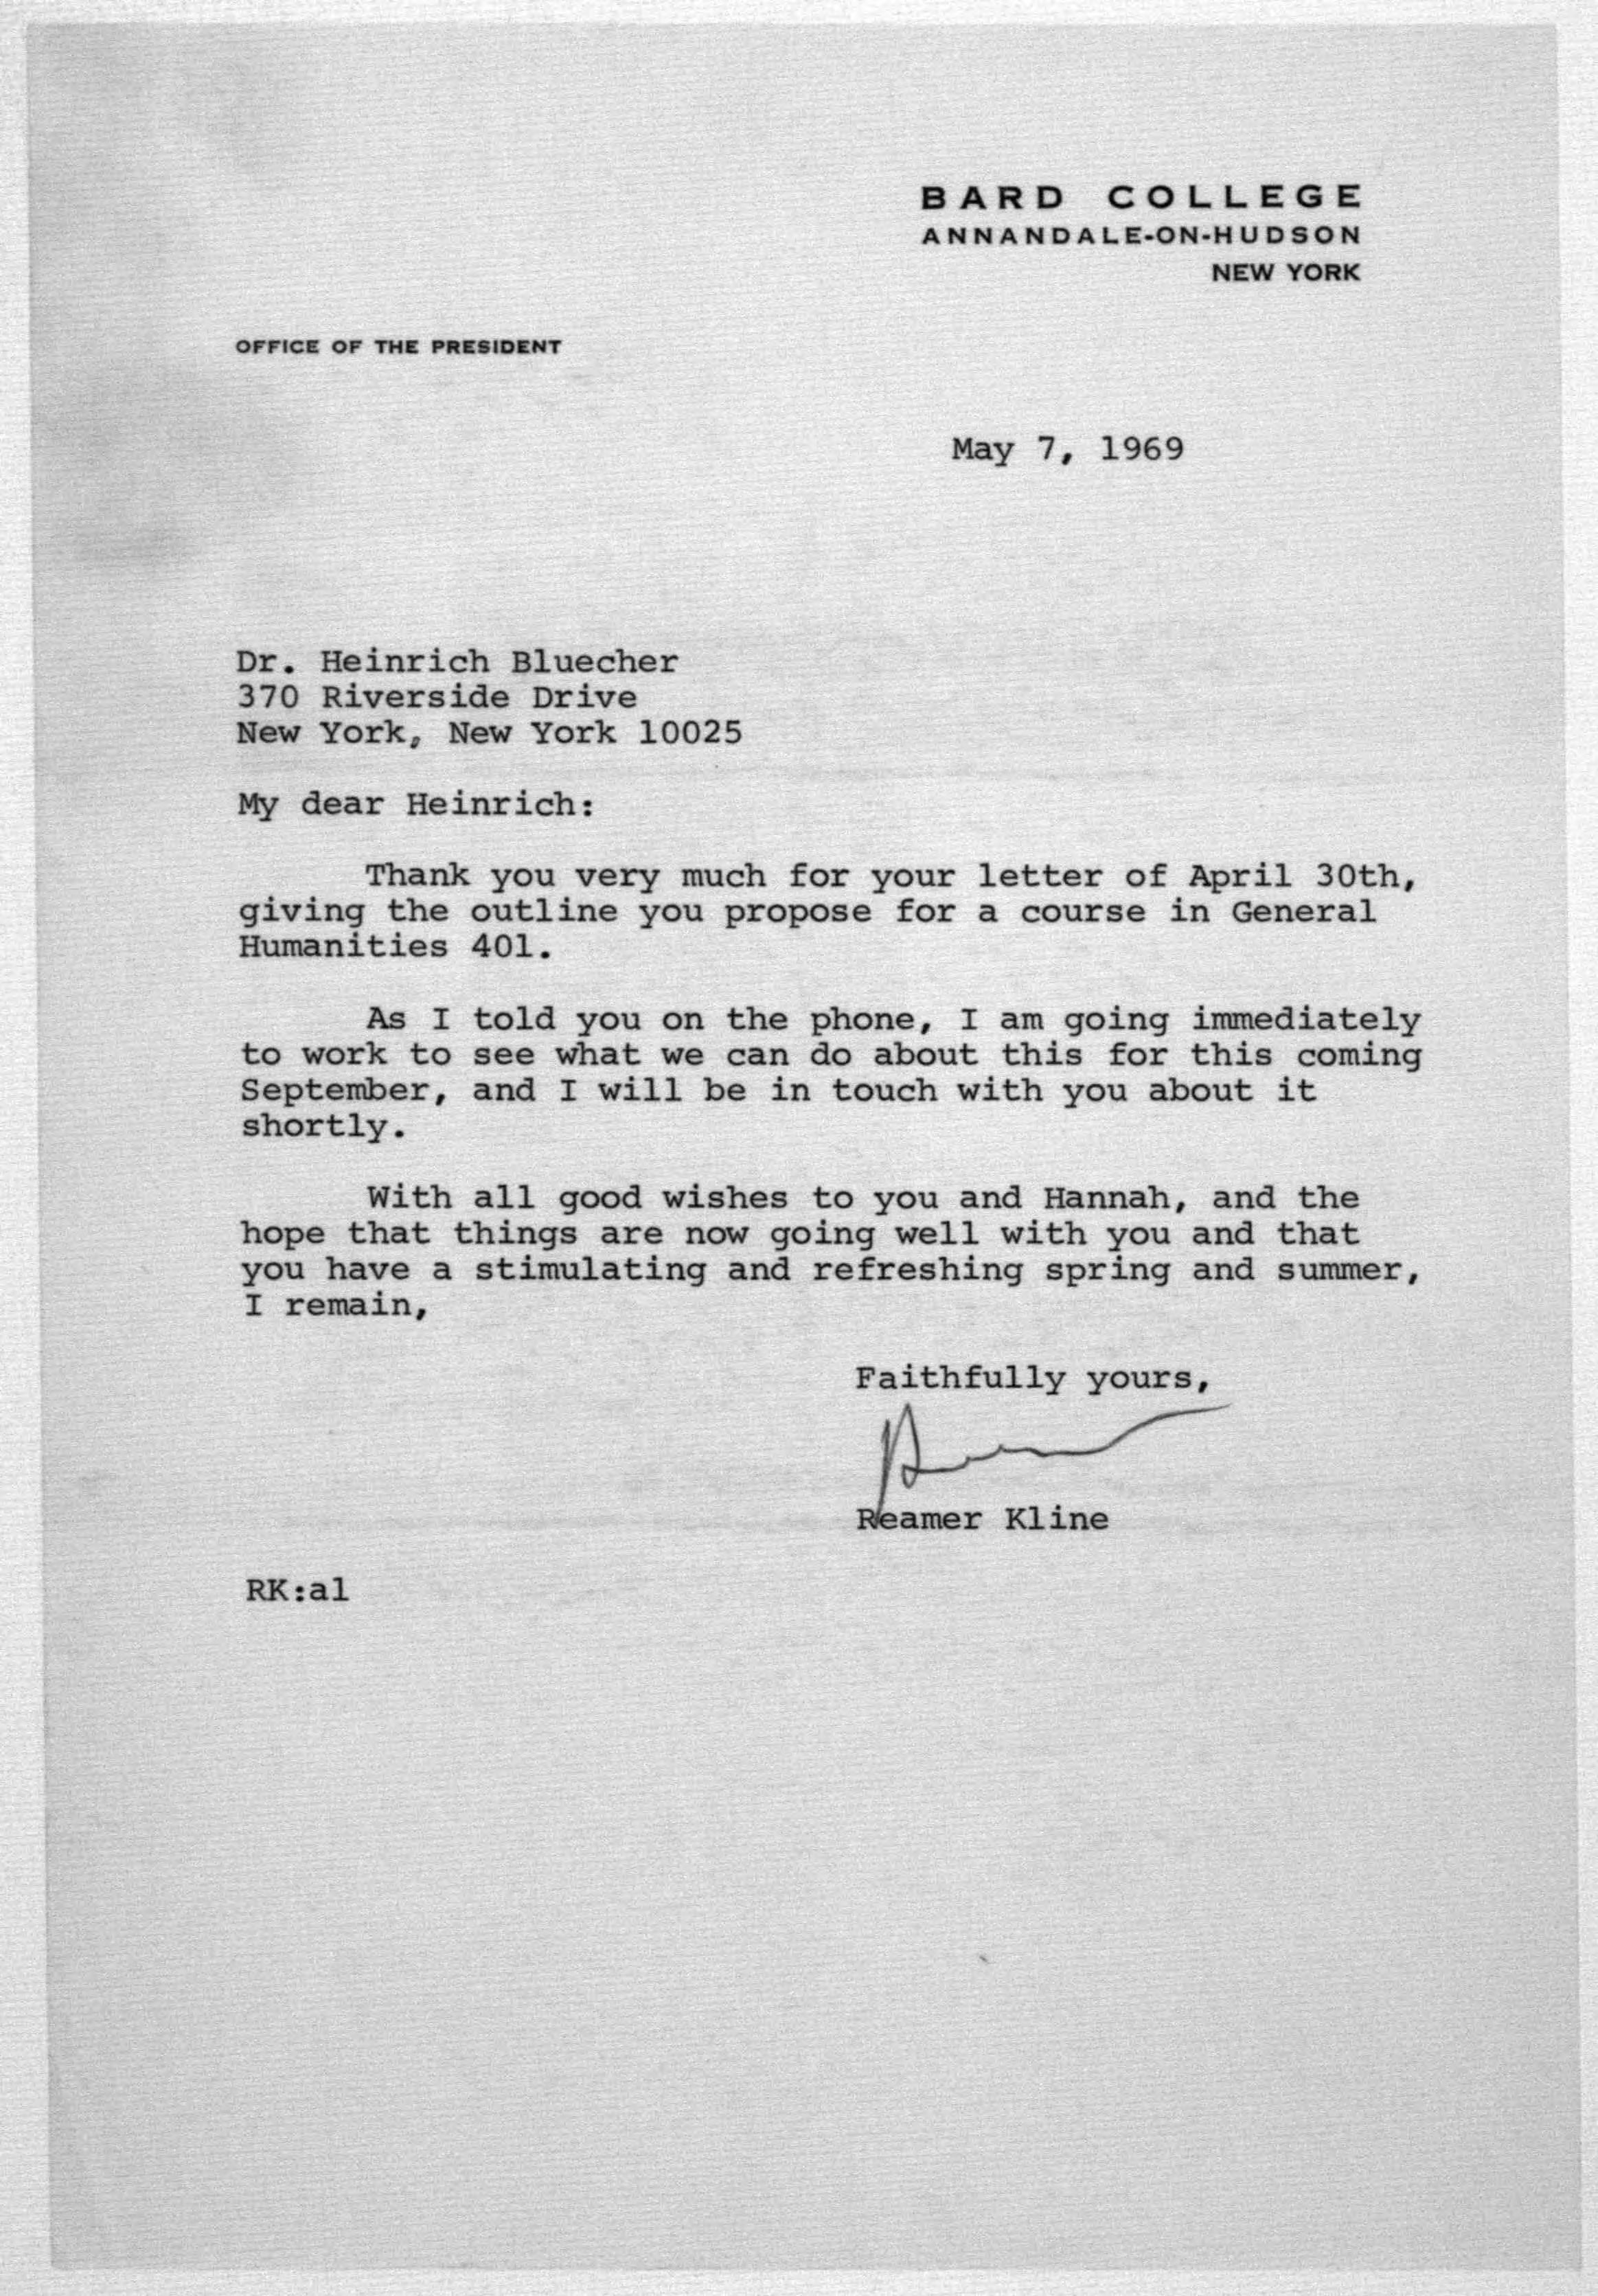 BARD COLLEGE
ANNANDALE-ON-HUDSON
NEW YORK
OFFICE OF THE PRESIDENT
May 7, 1969
Dr. Heinrich Bluecher
370 Riverside Drive
New York, New York 10025
My dear Heinrich:
Thank you very much for your letter of April 30th,
giving the outline you propose for a course in General
Humanities 401.
As I told you on the phone, I am going immediately
to work to see what we can do about this for this coming
September, and I will be in touch with you about it
shortly.
With all good wishes to you and Hannah, and the
hope that things are now going well with you and that
you have a stimulating and refreshing spring and summer,
I remain,
Faithfully yours,
Reamer Kline
RK:al